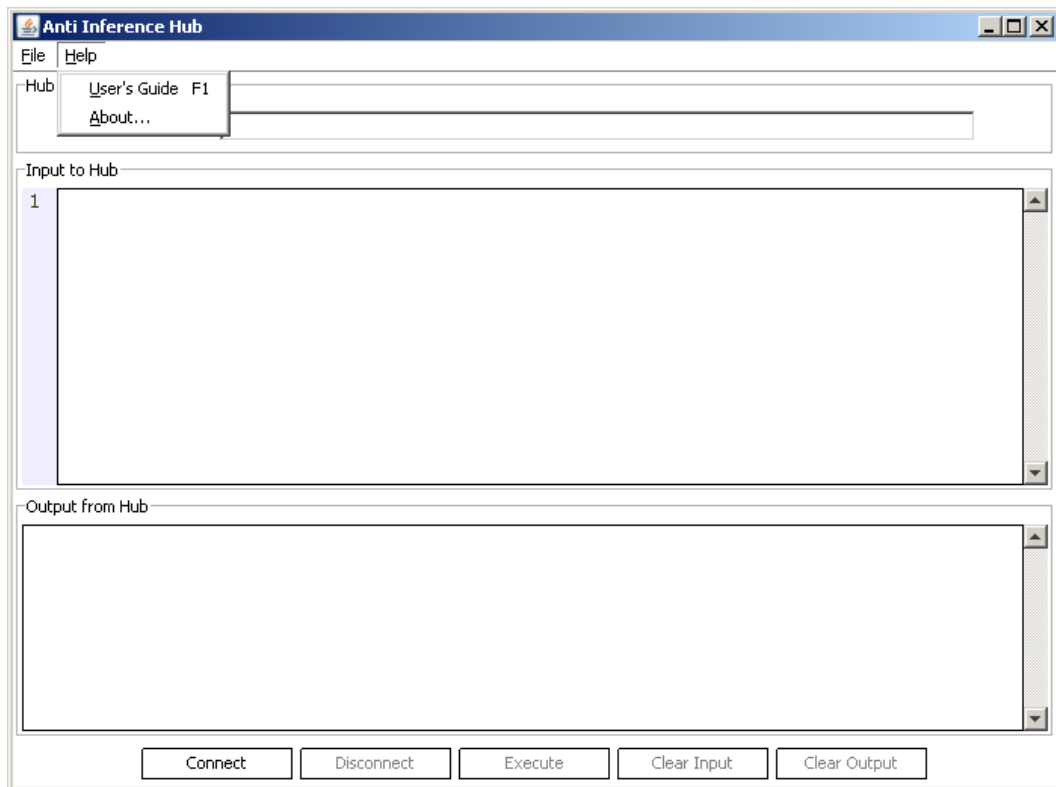 Anti Inference Hub
File Help
Hub
User's Guide F1
About...
Input to Hub
1
Output from Hub
Connect Disconnect Execute Clear Input Clear Output